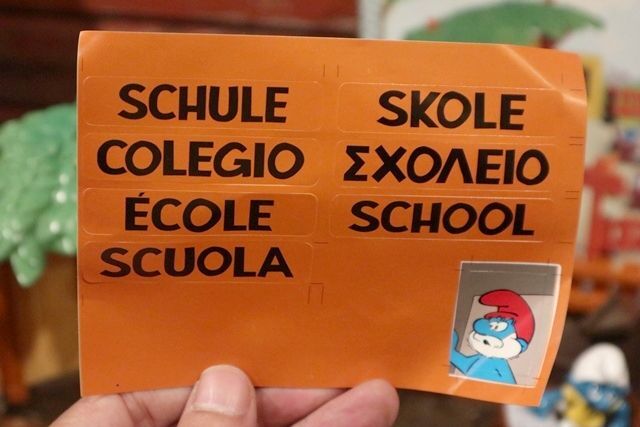 SCHULE
COLEGIO
ÉCOLE
SCUOLA
SKOLE
ΣΧΟΛΕΙΟ
SCHOOL